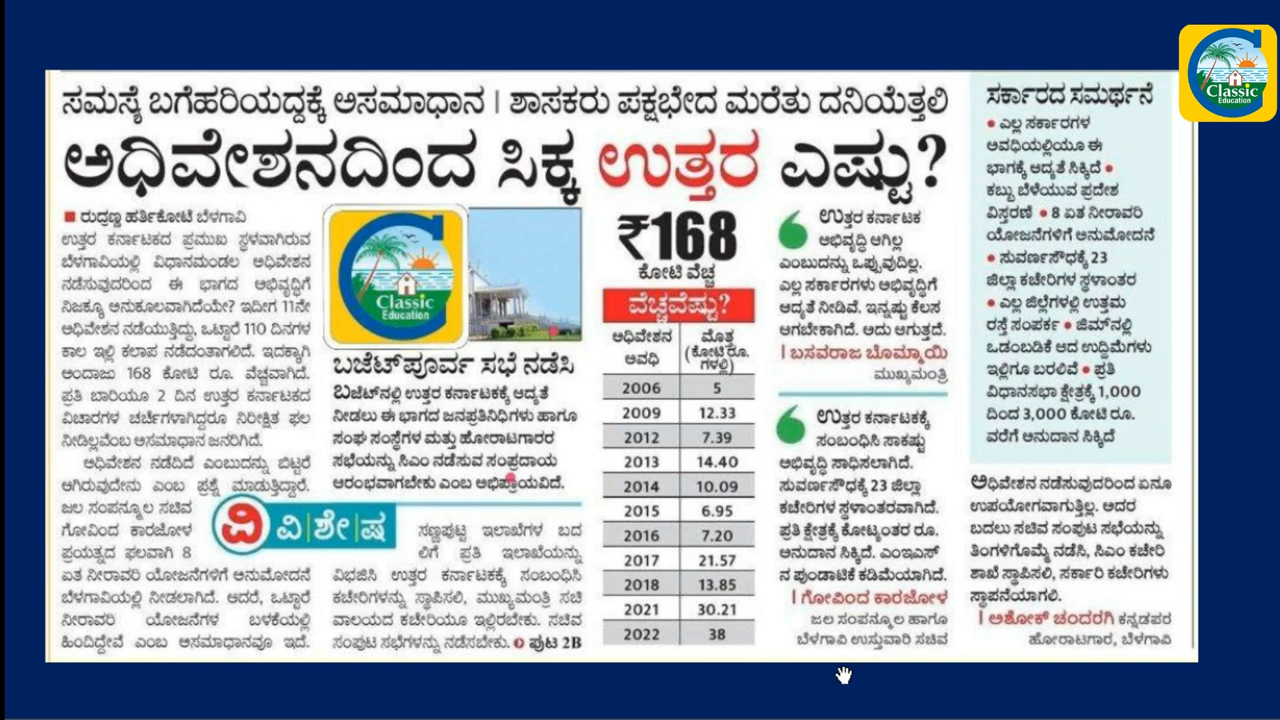 ಸಮಸ್ಯೆ ಬಗೆಹರಿಯದ್ದಕ್ಕೆ ಅಸಮಾಧಾನ | ಶಾಸಕರು ಪಕ್ಷಭೇದ ಮರೆತು ದನಿಯೆತ್ತಲಿ
ಅಧಿವೇಶನದಿಂದ ಸಿಕ್ಕ ಉತ್ತರ ಎಷ್ಟು?
■ ರುದ್ರಣ್ಣ ಹರ್ತಿಕೋಟೆ ಬೆಳಗಾವಿ
ಉತ್ತರ ಕರ್ನಾಟಕದ ಪ್ರಮುಖ ಸ್ಥಳವಾಗಿರುವ
ಬೆಳಗಾವಿಯಲ್ಲಿ ವಿಧಾನಮಂಡಲ ಅಧಿವೇಶನ
ನಡೆಸುವುದರಿಂದ ಈ ಭಾಗದ ಅಭಿವೃದ್ಧಿಗೆ
ನಿಜಕ್ಕೂ ಅನುಕೂಲವಾಗಿದೆಯೇ? ಇದೀಗ 11ನೇ
ಅಧಿವೇಶನ ನಡೆಯುತ್ತಿದ್ದು, ಒಟ್ಟಾರೆ 110 ದಿನಗಳ
ಕಾಲ ಇಲ್ಲಿ ಕಲಾಪ ನಡೆದಂತಾಗಲಿದೆ. ಇದಕ್ಕಾಗಿ
ಅಂದಾಜು 168 ಕೋಟಿ ರೂ. ವೆಚ್ಚವಾಗಿದೆ.
ಪ್ರತಿ ಬಾರಿಯೂ 2 ದಿನ ಉತ್ತರ ಕರ್ನಾಟಕದ
ವಿಚಾರಗಳ ಚರ್ಚೆಗಳಾಗಿದ್ದರೂ ನಿರೀಕ್ಷಿತ ಫಲ
ನೀಡಿಲ್ಲವೆಂಬ ಅಸಮಾಧಾನ ಜನರಿಗಿದೆ.
ಅಧಿವೇಶನ ನಡೆದಿದೆ ಎಂಬುದನ್ನು ಬಿಟ್ಟರೆ
ಆಗಿರುವುದೇನು ಎಂಬ ಪ್ರಶ್ನೆ ಮಾಡುತ್ತಿದ್ದಾರೆ.
ಜಲ ಸಂಪನ್ಮೂಲ ಸಚಿವ
ಗೋವಿಂದ ಕಾರಜೋಳ
ಪ್ರಯತ್ನದ ಫಲವಾಗಿ 8
ಏತ ನೀರಾವರಿ ಯೋಜನೆಗಳಿಗೆ ಅನುಮೋದನೆ
ಬೆಳಗಾವಿಯಲ್ಲಿ ನೀಡಲಾಗಿದೆ. ಆದರೆ, ಒಟ್ಟಾರೆ
ನೀರಾವರಿ ಯೋಜನೆಗಳ ಬಳಕೆಯಲ್ಲಿ
ಹಿಂದಿದ್ದೇವೆ ಎಂಬ ಅಸಮಾಧಾನವೂ ಇದೆ.
ವಿ ವಿ|ಶೇ|ಷ
Classic
Education
ಬಜೆಟ್‌ಪೂರ್ವ ಸಭೆ ನಡೆಸಿ
ಬಜೆಟ್‌ನಲ್ಲಿ ಉತ್ತರ ಕರ್ನಾಟಕಕ್ಕೆ ಆದ್ಯತೆ
ನೀಡಲು ಈ ಭಾಗದ ಜನಪ್ರತಿನಿಧಿಗಳು ಹಾಗೂ
ಸಂಘ ಸಂಸ್ಥೆಗಳ ಮತ್ತು ಹೋರಾಟಗಾರರ
ಸಭೆಯನ್ನು ಸಿಎಂ ನಡೆಸುವ ಸಂಪ್ರದಾಯ
ಆರಂಭವಾಗಬೇಕು ಎಂಬ ಅಭಿಪ್ರಾಯವಿದೆ.
ಸಣ್ಣಪುಟ್ಟ ಇಲಾಖೆಗಳ ಬದ
ಲಿಗೆ ಪ್ರತಿ ಇಲಾಖೆಯನ್ನು
ವಿಭಜಿಸಿ ಉತ್ತರ ಕರ್ನಾಟಕಕ್ಕೆ ಸಂಬಂಧಿಸಿ
ಕಚೇರಿಗಳನ್ನು ಸ್ಥಾಪಿಸಲಿ, ಮುಖ್ಯಮಂತ್ರಿ ಸಚಿ
ವಾಲಯದ ಕಚೇರಿಯೂ ಇಲ್ಲಿರಬೇಕು. ಸಚಿವ
ಸಂಪುಟ ಸಭೆಗಳನ್ನು ನಡೆಸಬೇಕು. ಪುಟ 2B
₹168
ಕೋಟಿ ವೆಚ್ಚ
ವೆಚ್ಚವೆಷ್ಟು?
ಅಧಿವೇಶನ ಮೊತ್ತ
ಅವಧಿ (ಕೋಟಿ ರೂ.
ಗಳಲ್ಲಿ)
2006 5
2009 12.33
2012 7.39
2013 14.40
2014 10.09
2015 6.95
2016 7.20
2017 21.57
2018 13.85
2021 30.21
2022 38
ಉತ್ತರ ಕರ್ನಾಟಕ
ಅಭಿವೃದ್ಧಿ ಆಗಿಲ್ಲ
ಎಂಬುದನ್ನು ಒಪ್ಪುವುದಿಲ್ಲ.
ಎಲ್ಲ ಸರ್ಕಾರಗಳು ಅಭಿವೃದ್ಧಿಗೆ
ಆದ್ಯತೆ ನೀಡಿವೆ. ಇನ್ನಷ್ಟು ಕೆಲಸ
ಆಗಬೇಕಾಗಿದೆ. ಅದು ಆಗುತ್ತದೆ.
| ಬಸವರಾಜ ಬೊಮ್ಮಾಯಿ
ಮುಖ್ಯಮಂತ್ರಿ
ಉತ್ತರ ಕರ್ನಾಟಕಕ್ಕೆ
ಸಂಬಂಧಿಸಿ ಸಾಕಷ್ಟು
ಅಭಿವೃದ್ಧಿ ಸಾಧಿಸಲಾಗಿದೆ.
ಸುವರ್ಣಸೌಧಕ್ಕೆ 23 ಜಿಲ್ಲಾ
ಕಚೇರಿಗಳ ಸ್ಥಳಾಂತರವಾಗಿದೆ.
ಪ್ರತಿ ಕ್ಷೇತ್ರಕ್ಕೆ ಕೋಟ್ಯಂತರ ರೂ.
ಅನುದಾನ ಸಿಕ್ಕಿದೆ. ಎಂಇಎಸ್
ನ ಪುಂಡಾಟಿಕೆ ಕಡಿಮೆಯಾಗಿದೆ.
| ಗೋವಿಂದ ಕಾರಜೋಳ
ಜಲ ಸಂಪನ್ಮೂಲ ಹಾಗೂ
ಬೆಳಗಾವಿ ಉಸ್ತುವಾರಿ ಸಚಿವ
ಸರ್ಕಾರದ ಸಮರ್ಥನೆ
● ಎಲ್ಲ ಸರ್ಕಾರಗಳ
ಅವಧಿಯಲ್ಲಿಯೂ ಈ
ಭಾಗಕ್ಕೆ ಆದ್ಯತೆ ಸಿಕ್ಕಿದೆ ●
ಕಬ್ಬು ಬೆಳೆಯುವ ಪ್ರದೇಶ
ವಿಸ್ತರಣೆ ● 8 ಏತ ನೀರಾವರಿ
ಯೋಜನೆಗಳಿಗೆ ಅನುಮೋದನೆ
● ಸುವರ್ಣಸೌಧಕ್ಕೆ 23
ಜಿಲ್ಲಾ ಕಚೇರಿಗಳ ಸ್ಥಳಾಂತರ
● ಎಲ್ಲ ಜಿಲ್ಲೆಗಳಲ್ಲಿ ಉತ್ತಮ
ರಸ್ತೆ ಸಂಪರ್ಕ ● ಜಿಮ್‌ನಲ್ಲಿ
ಒಡಂಬಡಿಕೆ ಆದ ಉದ್ದಿಮೆಗಳು
ಇಲ್ಲಿಗೂ ಬರಲಿವೆ ● ಪ್ರತಿ
ವಿಧಾನಸಭಾ ಕ್ಷೇತ್ರಕ್ಕೆ 1,000
ದಿಂದ 3,000 ಕೋಟಿ ರೂ.
ವರೆಗೆ ಅನುದಾನ ಸಿಕ್ಕಿದೆ
ಅಧಿವೇಶನ ನಡೆಸುವುದರಿಂದ ಏನೂ
ಉಪಯೋಗವಾಗುತ್ತಿಲ್ಲ. ಅದರ
ಬದಲು ಸಚಿವ ಸಂಪುಟ ಸಭೆಯನ್ನು
ತಿಂಗಳಿಗೊಮ್ಮೆ ನಡೆಸಿ, ಸಿಎಂ ಕಚೇರಿ
ಶಾಖೆ ಸ್ಥಾಪಿಸಲಿ, ಸರ್ಕಾರಿ ಕಚೇರಿಗಳು
ಸ್ಥಾಪನೆಯಾಗಲಿ.
| ಅಶೋಕ್ ಚಂದರಗಿ ಕನ್ನಡಪರ
ಹೋರಾಟಗಾರ, ಬೆಳಗಾವಿ
Classic
Education